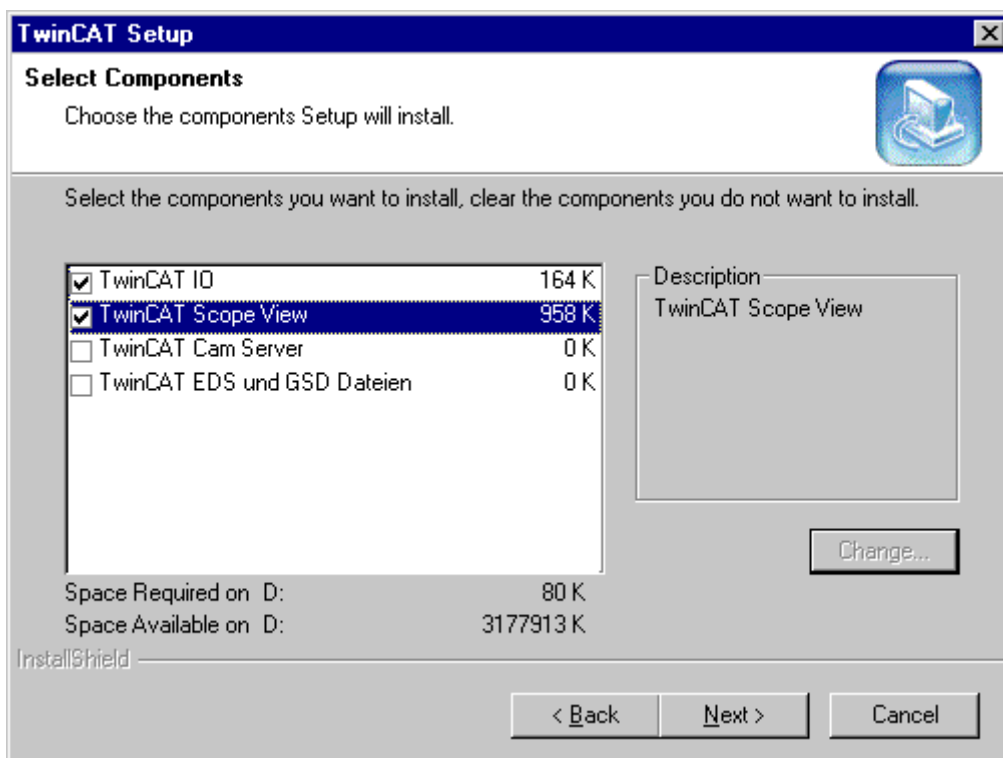 TwinCAT Setup
Select Components
Choose the components Setup will install.
Select the components you want to install, clear the components you do not want to install.
TwinCAT IO 164 K
TwinCAT Scope View 958 K
TwinCAT Cam Server 0 K
TwinCAT EDS und GSD Dateien 0 K
Description
TwinCAT Scope View
Change...
Space Required on D: 80 K
Space Available on D: 3177913 K
InstallShield
< Back Next > Cancel